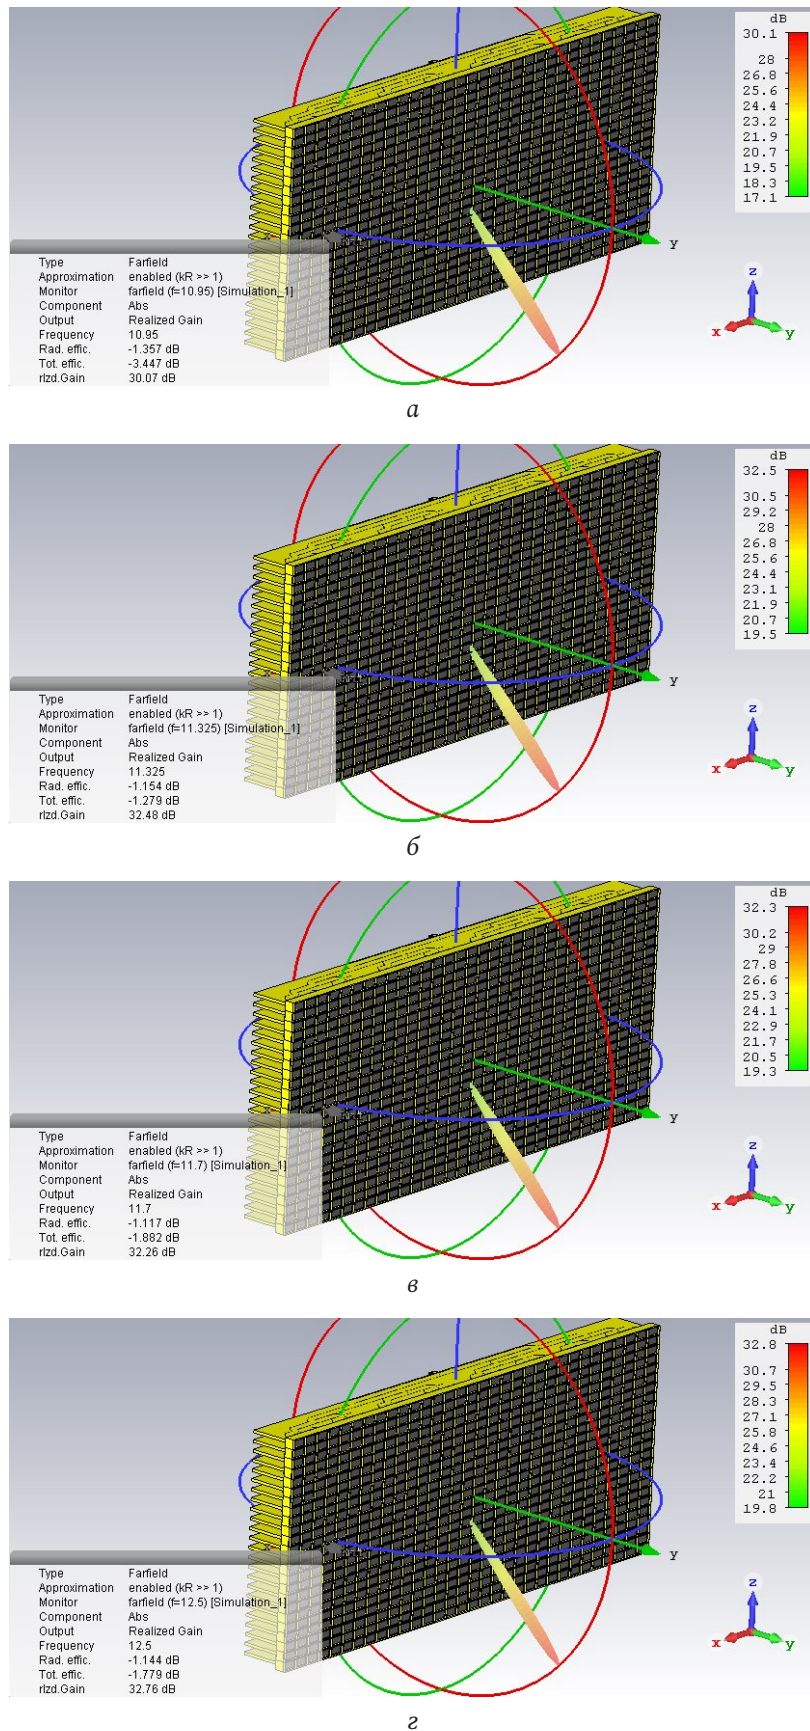 dB
30.1
28
26.8
25.6
24.4
23.2
21.9
20.7
19.5
18.3
17.1
y
z
x y
Type Farfield
Approximation enabled (kR >> 1)
Monitor farfield (f=10.95) [Simulation_1]
Component Abs
Output Realized Gain
Frequency 10.95
Rad. effic. -1.357 dB
Tot. effic. -3.447 dB
rlzd.Gain 30.07 dB
а
dB
32.5
30.5
29.2
28
26.8
25.6
24.4
23.1
21.9
20.7
19.5
y
z
x y
Type Farfield
Approximation enabled (kR >> 1)
Monitor farfield (f=11.325) [Simulation_1]
Component Abs
Output Realized Gain
Frequency 11.325
Rad. effic. -1.154 dB
Tot. effic. -1.279 dB
rlzd.Gain 32.48 dB
б
dB
32.3
30.2
29
27.8
26.6
25.3
24.1
22.9
21.7
20.5
19.3
y
z
x y
Type Farfield
Approximation enabled (kR >> 1)
Monitor farfield (f=11.7) [Simulation_1]
Component Abs
Output Realized Gain
Frequency 11.7
Rad. effic. -1.117 dB
Tot. effic. -1.882 dB
rlzd.Gain 32.26 dB
в
dB
32.8
30.7
29.5
28.3
27.1
25.8
24.6
23.4
22.2
21
19.8
y
z
x y
Type Farfield
Approximation enabled (kR >> 1)
Monitor farfield (f=12.5) [Simulation_1]
Component Abs
Output Realized Gain
Frequency 12.5
Rad. effic. -1.144 dB
Tot. effic. -1.779 dB
rlzd.Gain 32.76 dB
г